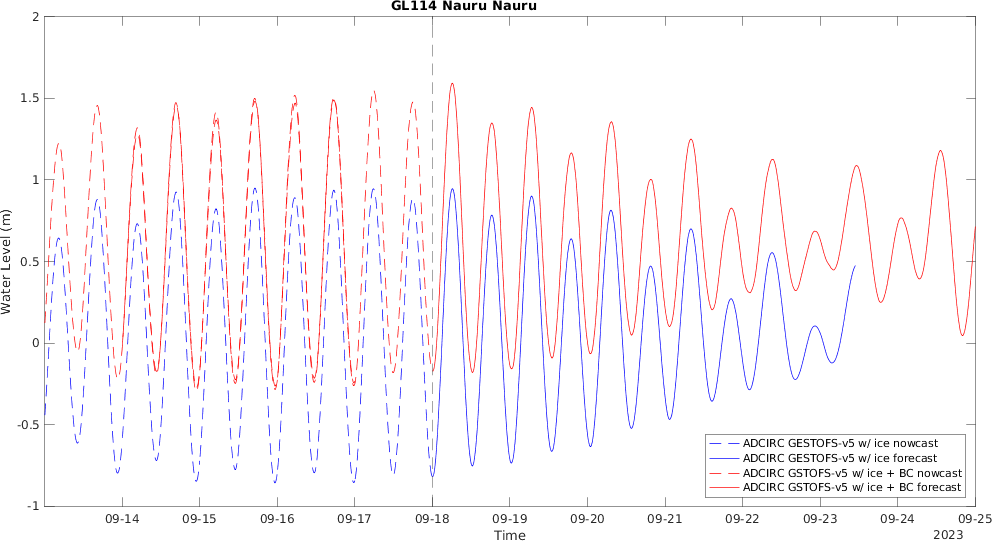 GL114 Nauru Nauru
Water Level (m)
2
1.5
1
0.5
0
-0.5
-1
09-14 09-15 09-16 09-17 09-18 09-19 09-20 09-21 09-22 09-23 09-24 09-25
Time
2023
ADCIRC GESTOFS-v5 w/ ice nowcast
ADCIRC GESTOFS-v5 w/ ice forecast
ADCIRC GSTOFS-v5 w/ ice + BC nowcast
ADCIRC GSTOFS-v5 w/ ice + BC forecast